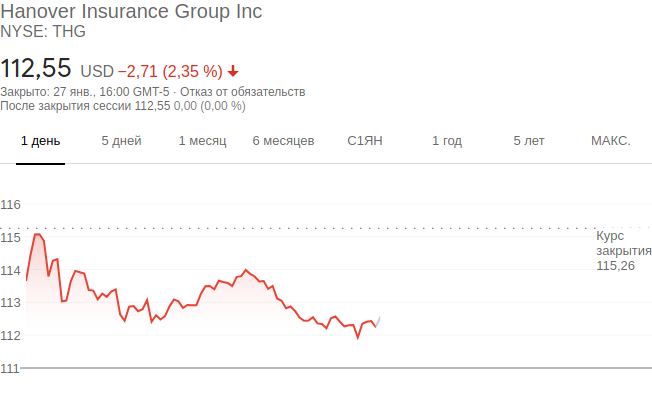 Hanover Insurance Group Inc
NYSE: THG
112,55 USD −2,71 (2,35 %)
Закрыто: 27 янв., 16:00 GMT-5 · Отказ от обязательств
После закрытия сессии 112,55 0,00 (0,00 %)
1 день 5 дней 1 месяц 6 месяцев С1ЯН 1 год 5 лет МАКС.
116
115
114
113
112
111
Курс
закрытия
115,26